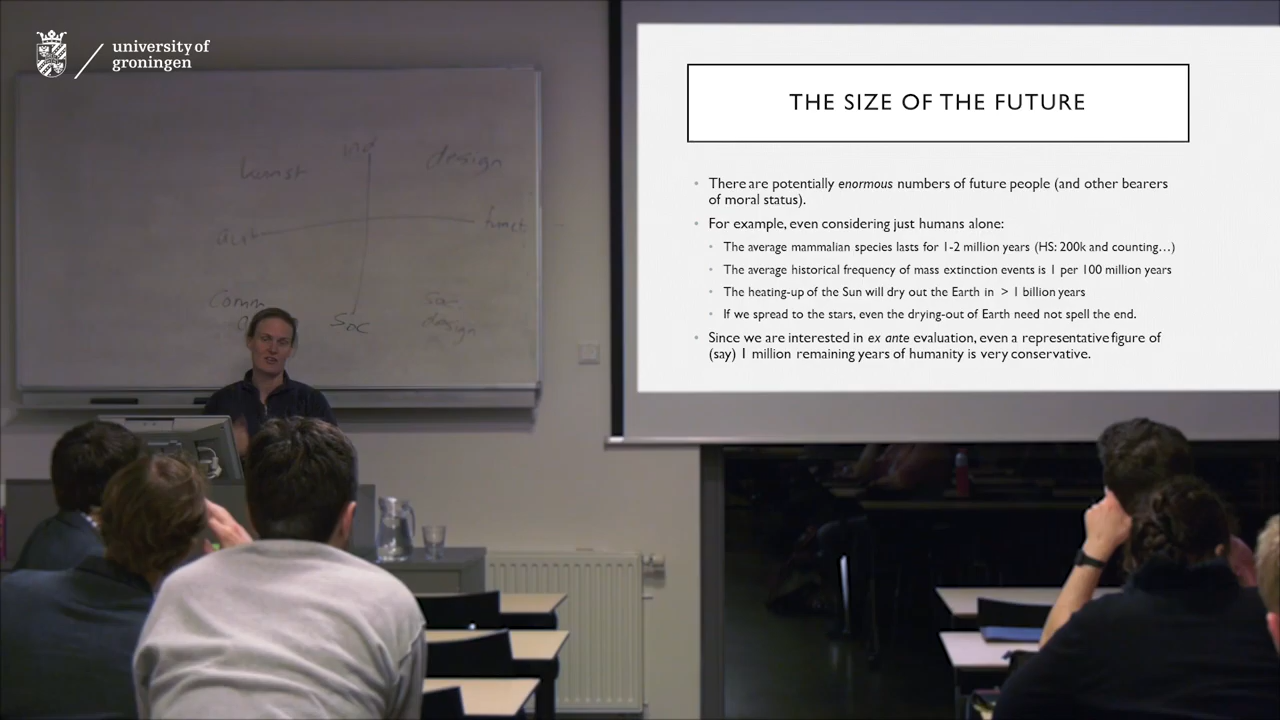 university of
groningen
THE SIZE OF THE FUTURE
• There are potentially enormous numbers of future people (and other bearers
of moral status).
• For example, even considering just humans alone:
• The average mammalian species lasts for 1-2 million years (HS: 200k and counting…)
• The average historical frequency of mass extinction events is 1 per 100 million years
• The heating-up of the Sun will dry out the Earth in > 1 billion years
• If we spread to the stars, even the drying-out of Earth need not spell the end.
• Since we are interested in ex ante evaluation, even a representative figure of
(say) 1 million remaining years of humanity is very conservative.
ind
kunst
design
Comm
Soc
design